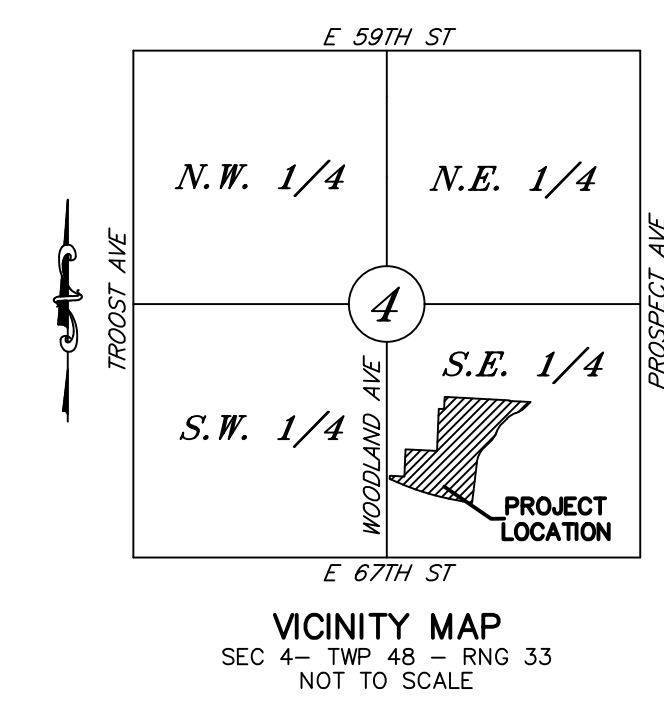 E 59TH ST
N.W. 1/4
N.E. 1/4
TROOST AVE
PROSPECT AVE
4
S.E. 1/4
S.W. 1/4
WOODLAND AVE
PROJECT
LOCATION
E 67TH ST
VICINITY MAP
SEC 4– TWP 48 – RNG 33
NOT TO SCALE